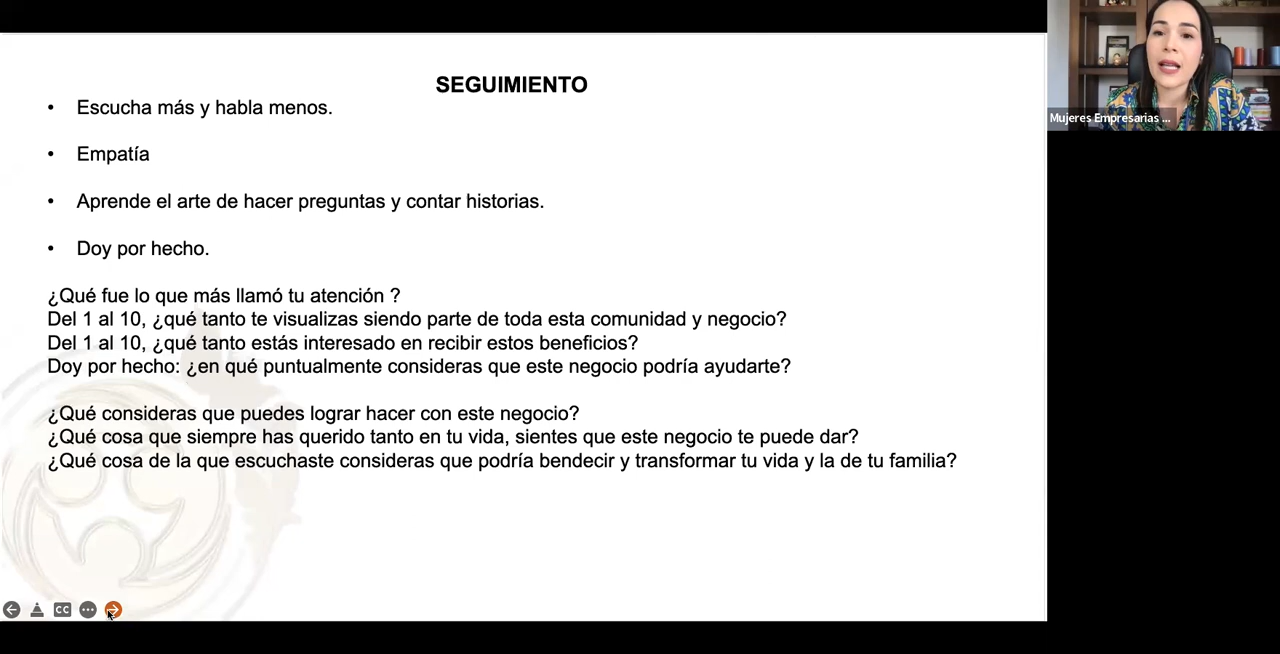 SEGUIMIENTO
• Escucha más y habla menos.
• Empatía
• Aprende el arte de hacer preguntas y contar historias.
• Doy por hecho.
¿Qué fue lo que más llamó tu atención ?
Del 1 al 10, ¿qué tanto te visualizas siendo parte de toda esta comunidad y negocio?
Del 1 al 10, ¿qué tanto estás interesado en recibir estos beneficios?
Doy por hecho: ¿en qué puntualmente consideras que este negocio podría ayudarte?
¿Qué consideras que puedes lograr hacer con este negocio?
¿Qué cosa que siempre has querido tanto en tu vida, sientes que este negocio te puede dar?
¿Qué cosa de la que escuchaste consideras que podría bendecir y transformar tu vida y la de tu familia?
Mujeres Empresarias ...
CC